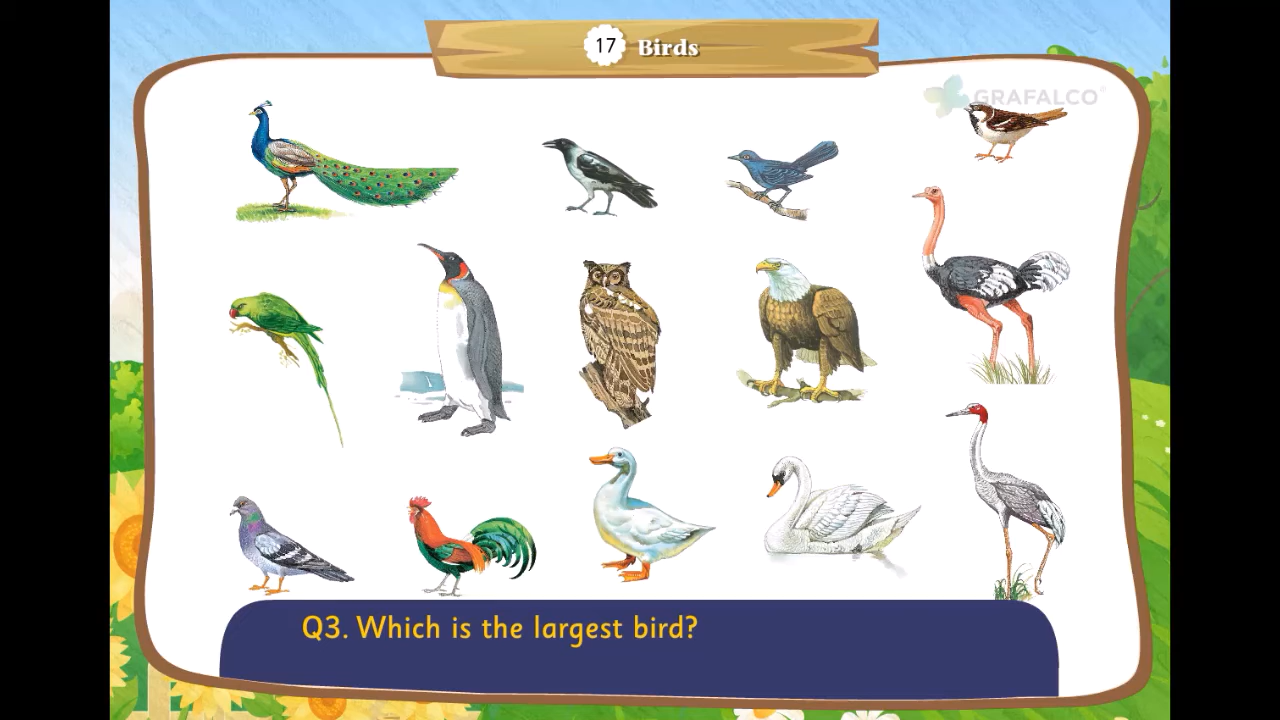 17 Birds
GRAFALCO
Q3. Which is the largest bird?